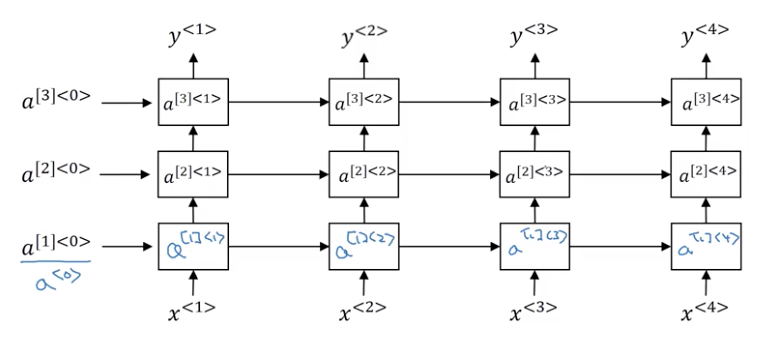 y<1> y<2> y<3> y<4>
a[3]<0> a[3]<1> a[3]<2> a[3]<3> a[3]<4>
a[2]<0> a[2]<1> a[2]<2> a[2]<3> a[2]<4>
a[1]<0> a[1]<1> a[1]<2> a[1]<3> a[1]<4>
a<0>
x<1> x<2> x<3> x<4>